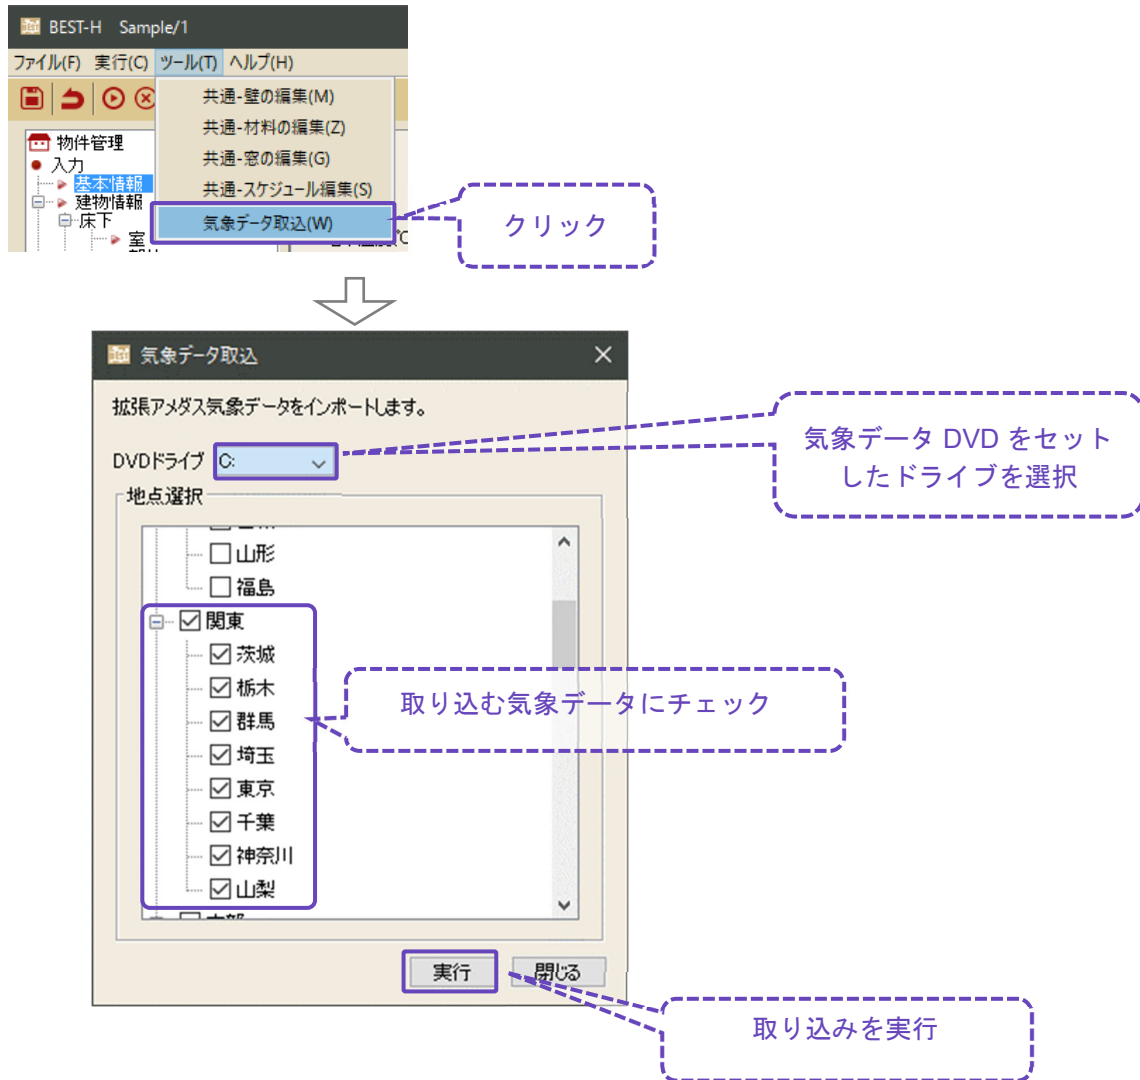 BEST-H Sample/1
ファイル(F) 実行(C) ツール(T) ヘルプ(H)
共通-壁の編集(M)
共通-材料の編集(Z)
共通-窓の編集(G)
共通-スケジュール編集(S)
気象データ取込(W)
物件管理
入力
基本情報
建物情報
床下
室
クリック
気象データ取込
拡張アメダス気象データをインポートします。
DVDドライブ C:
気象データ DVD をセット
したドライブを選択
地点選択
山形
福島
関東
茨城
栃木
群馬
埼玉
東京
千葉
神奈川
山梨
取り込む気象データにチェック
実行 閉じる
取り込みを実行